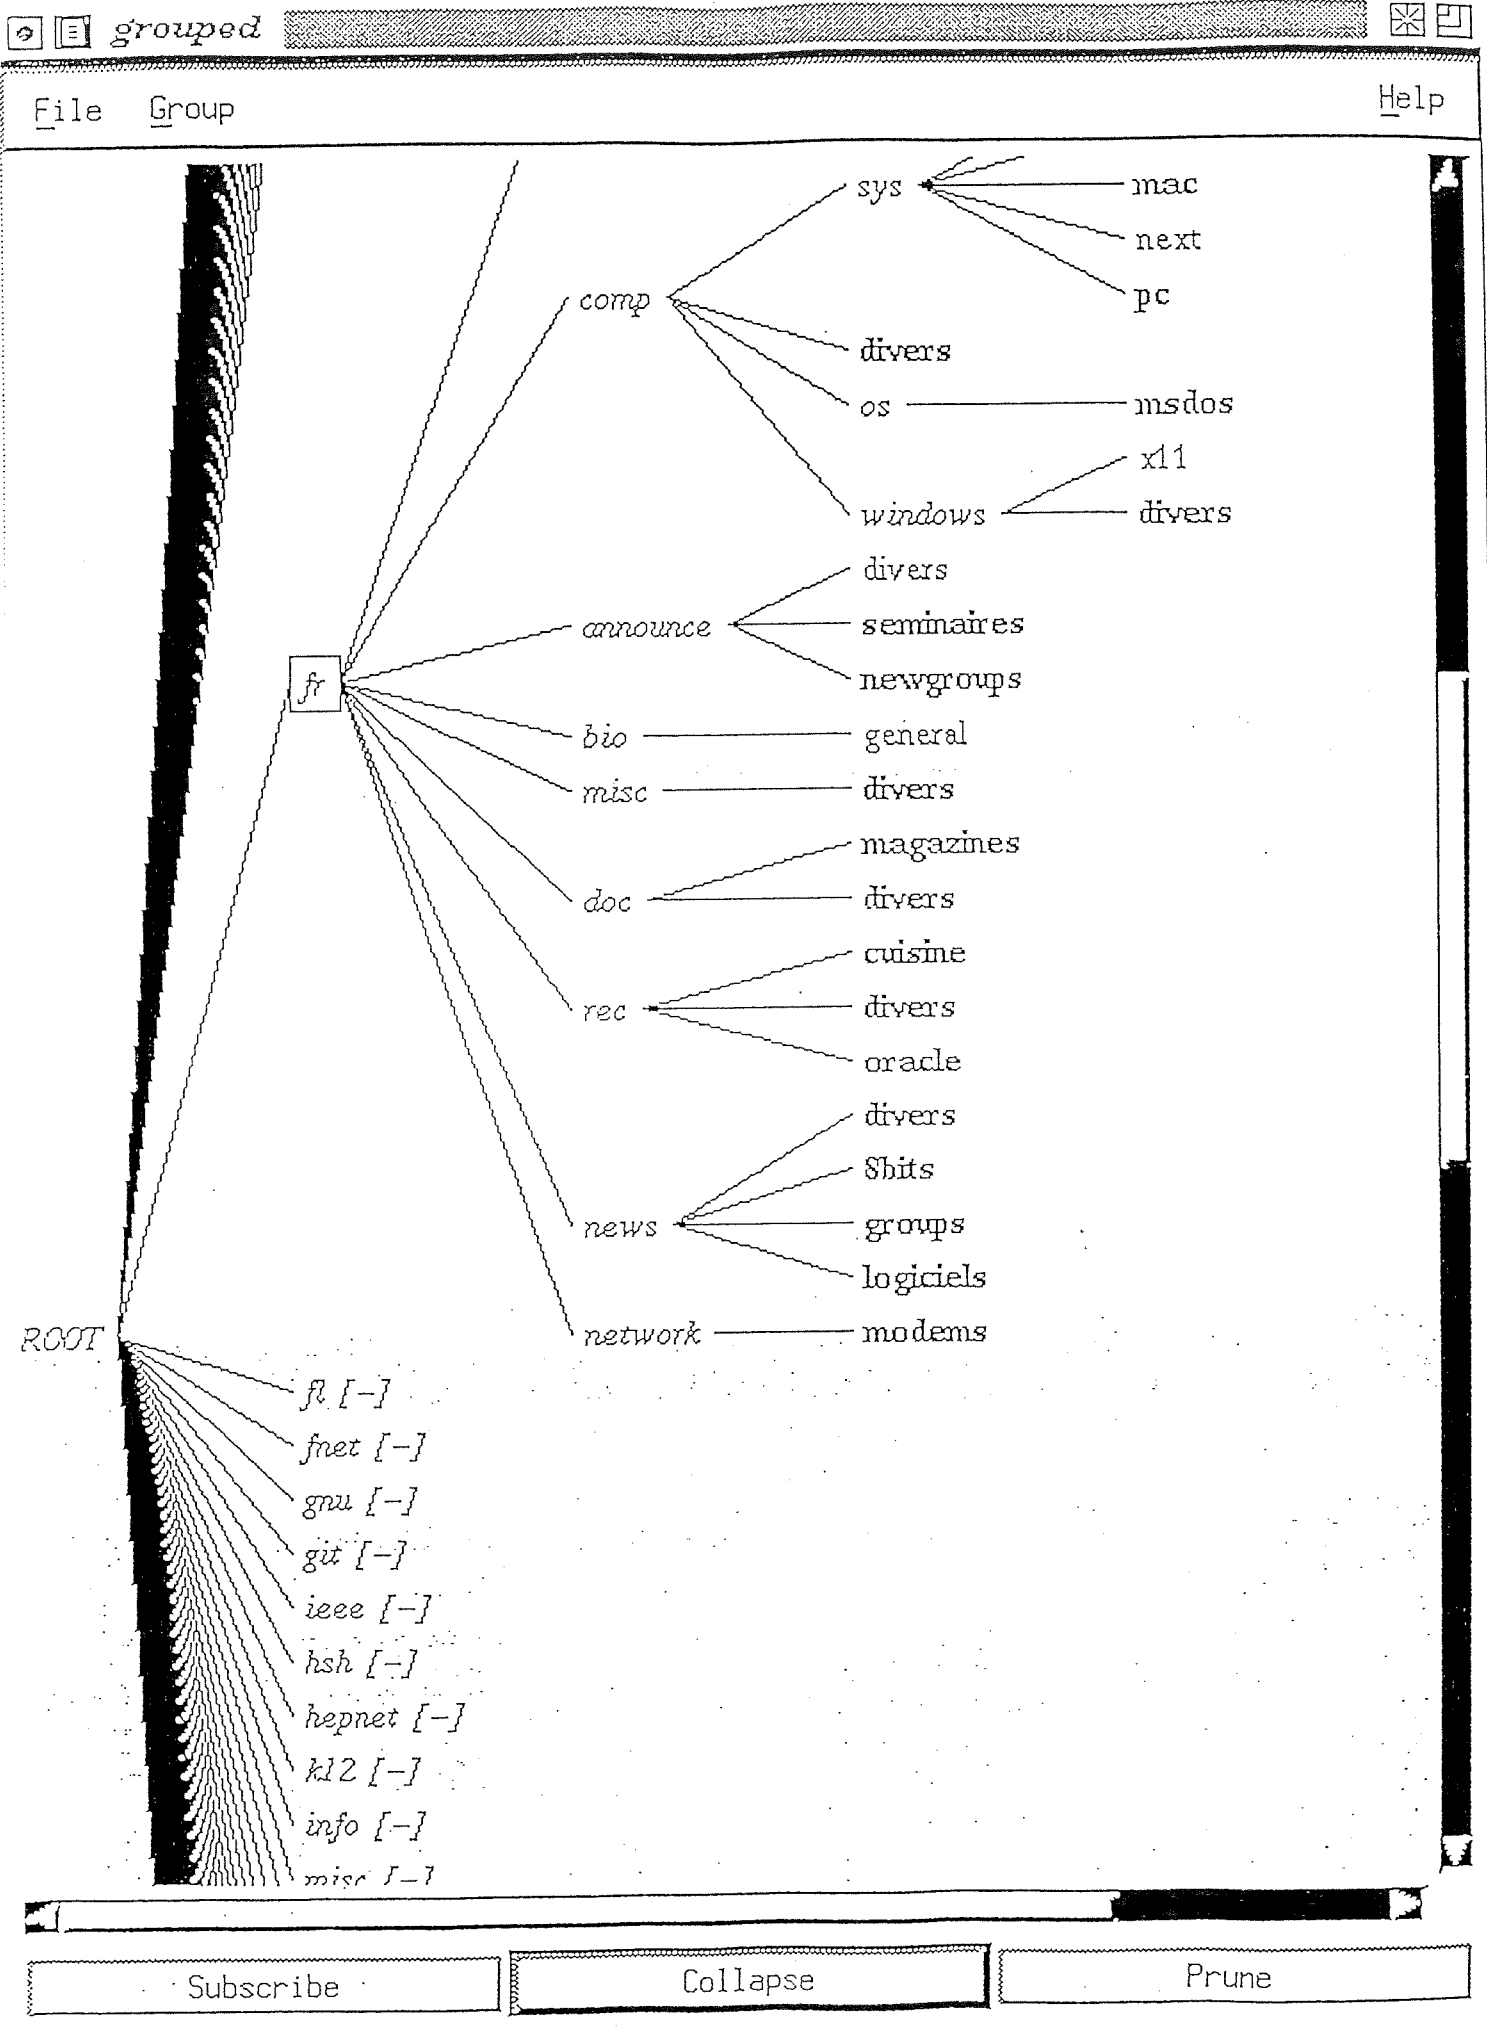 grouped
File Group Help
sys mac
next
comp pc
divers
os msdos
x11
windows divers
divers
announce seminaires
fr newgroups
bio general
misc divers
magazines
doc divers
cuisine
rec divers
oracle
divers
8bits
news groups
logiciels
ROOT network modems
fl [-]
fnet [-]
gnu [-]
git [-]
ieee [-]
hsh [-]
hepnet [-]
k12 [-]
info [-]
misc [-]
Subscribe Collapse Prune